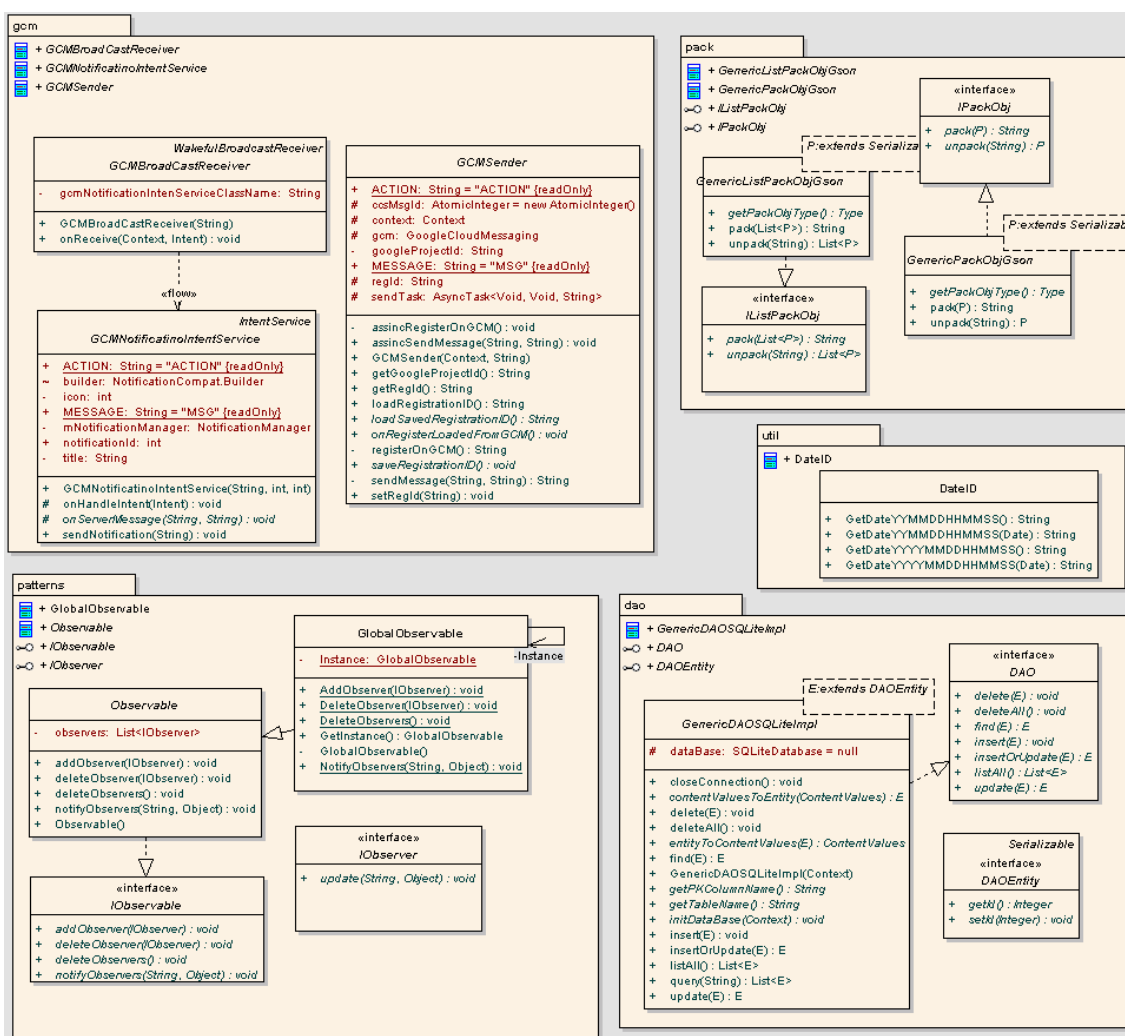 gcm
+ GCMBroadCastReceiver
+ GCMNotificatinoIntentService
+ GCMSender
WakefulBroadcastReceiver
GCMBroadCastReceiver
- gcmNotificationIntenServiceClassName: String
+ GCMBroadCastReceiver(String)
+ onReceive(Context, Intent) : void
«flow»
IntentService
GCMNotificatinoIntentService
+ ACTION: String = "ACTION" {readOnly}
~ builder: NotificationCompat.Builder
- icon: int
+ MESSAGE: String = "MSG" {readOnly}
- mNotificationManager: NotificationManager
+ notificationId: int
- title: String
+ GCMNotificatinoIntentService(String, int, int)
# onHandleIntent(Intent) : void
# onServerMessage(String, String) : void
+ sendNotification(String) : void
GCMSender
+ ACTION: String = "ACTION" {readOnly}
# ccsMsgId: AtomicInteger = new AtomicInteger()
# context: Context
# gcm: GoogleCloudMessaging
- googleProjectId: String
+ MESSAGE: String = "MSG" {readOnly}
# regId: String
# sendTask: AsyncTask<Void, Void, String>
- assincRegisterOnGCM() : void
+ assincSendMessage(String, String) : void
+ GCMSender(Context, String)
+ getGoogleProjectId() : String
+ getRegId() : String
+ loadRegistrationID() : String
+ loadSavedRegistrationID() : String
+ onRegisterLoadedFromGCM() : void
- registerOnGCM() : String
+ saveRegistrationID() : void
- sendMessage(String, String) : String
+ setRegId(String) : void
pack
+ GenericListPackObjGson
+ GenericPackObjGson
+ IListPackObj
+ IPackObj
«interface»
IPackObj
+ pack(P) : String
+ unpack(String) : P
P:extends Serializa
GenericListPackObjGson
+ getPackObjType() : Type
+ pack(List<P>) : String
+ unpack(String) : List<P>
P:extends Serializab
GenericPackObjGson
+ getPackObjType() : Type
+ pack(P) : String
+ unpack(String) : P
«interface»
IListPackObj
+ pack(List<P>) : String
+ unpack(String) : List<P>
util
+ DateID
DateID
+ GetDateYYMMDDHHMMSS() : String
+ GetDateYYMMDDHHMMSS(Date) : String
+ GetDateYYYYMMDDHHMMSS() : String
+ GetDateYYYYMMDDHHMMSS(Date) : String
patterns
+ GlobalObservable
+ Observable
+ IObservable
+ IObserver
GlobalObservable
- Instance: GlobalObservable
+ AddObserver(IObserver) : void
+ DeleteObserver(IObserver) : void
+ DeleteObservers() : void
+ GetInstance() : GlobalObservable
- GlobalObservable()
+ NotifyObservers(String, Object) : void
-Instance
Observable
- observers: List<IObserver>
+ addObserver(IObserver) : void
+ deleteObserver(IObserver) : void
+ deleteObservers() : void
+ notifyObservers(String, Object) : void
+ Observable()
«interface»
IObserver
+ update(String, Object) : void
«interface»
IObservable
+ addObserver(IObserver) : void
+ deleteObserver(IObserver) : void
+ deleteObservers() : void
+ notifyObservers(String, Object) : void
dao
+ GenericDAOSQLiteImpl
+ DAO
+ DAOEntity
E:extends DAOEntity
GenericDAOSQLiteImpl
# dataBase: SQLiteDatabase = null
+ closeConnection() : void
+ contentValuesToEntity(ContentValues) : E
+ delete(E) : void
+ deleteAll() : void
+ entityToContentValues(E) : ContentValues
+ find(E) : E
+ GenericDAOSQLiteImpl(Context)
+ getPKColumnName() : String
+ getTableName() : String
+ initDataBase(Context) : void
+ insert(E) : void
+ insertOrUpdate(E) : E
+ listAll() : List<E>
+ query(String) : List<E>
+ update(E) : E
«interface»
DAO
+ delete(E) : void
+ deleteAll() : void
+ find(E) : E
+ insert(E) : void
+ insertOrUpdate(E) : E
+ listAll() : List<E>
+ update(E) : E
Serializable
«interface»
DAOEntity
+ getId() : Integer
+ setId(Integer) : void